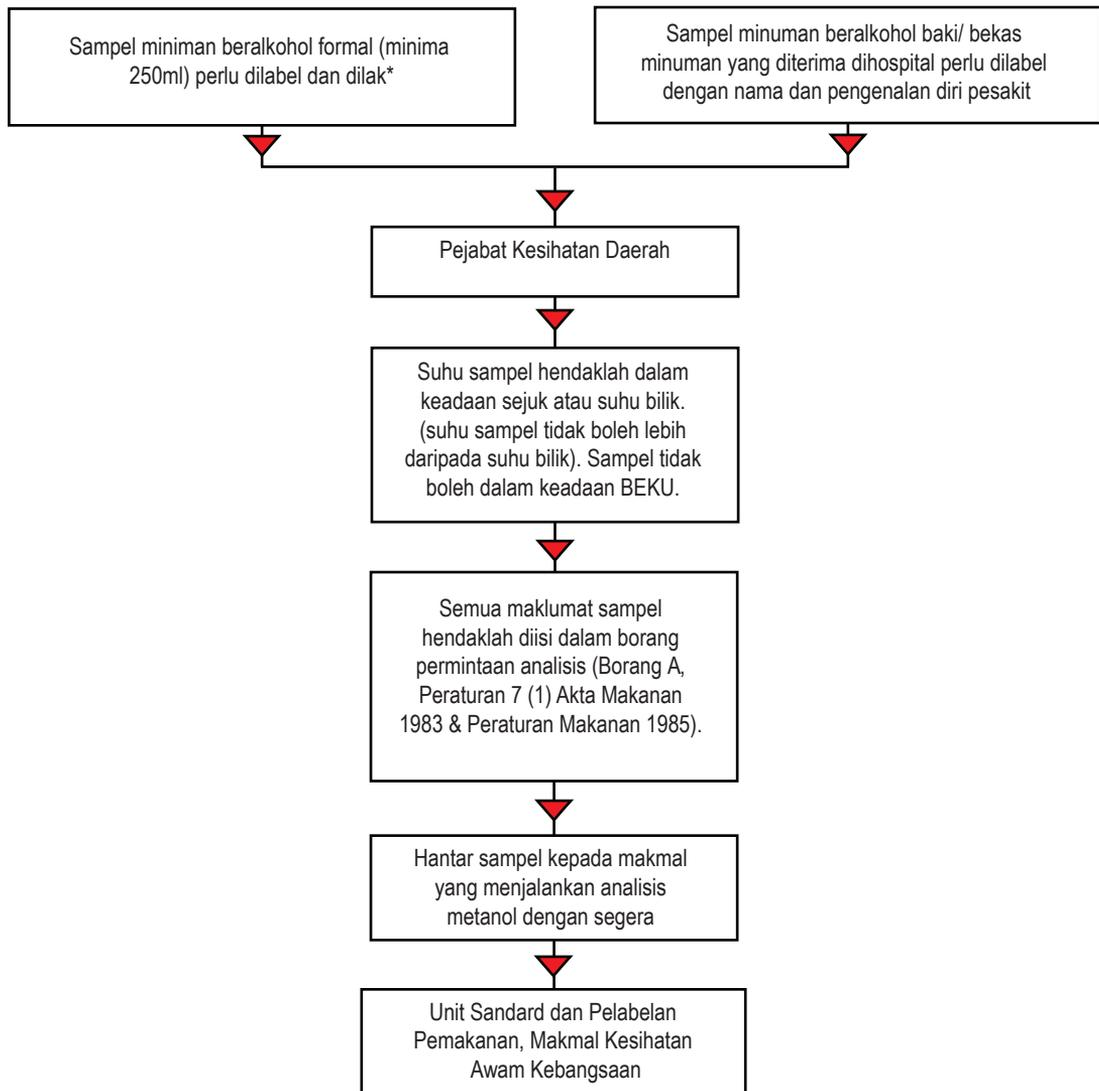 Sampel miniman beralkohol formal (minima
250ml) perlu dilabel dan dilak*
Sampel minuman beralkohol baki/ bekas
minuman yang diterima dihospital perlu dilabel
dengan nama dan pengenalan diri pesakit
Pejabat Kesihatan Daerah
Suhu sampel hendaklah dalam
keadaan sejuk atau suhu bilik.
(suhu sampel tidak boleh lebih
daripada suhu bilik). Sampel tidak
boleh dalam keadaan BEKU.
Semua maklumat sampel
hendaklah diisi dalam borang
permintaan analisis (Borang A,
Peraturan 7 (1) Akta Makanan
1983 & Peraturan Makanan 1985).
Hantar sampel kepada makmal
yang menjalankan analisis
metanol dengan segera
Unit Sandard dan Pelabelan
Pemakanan, Makmal Kesihatan
Awam Kebangsaan